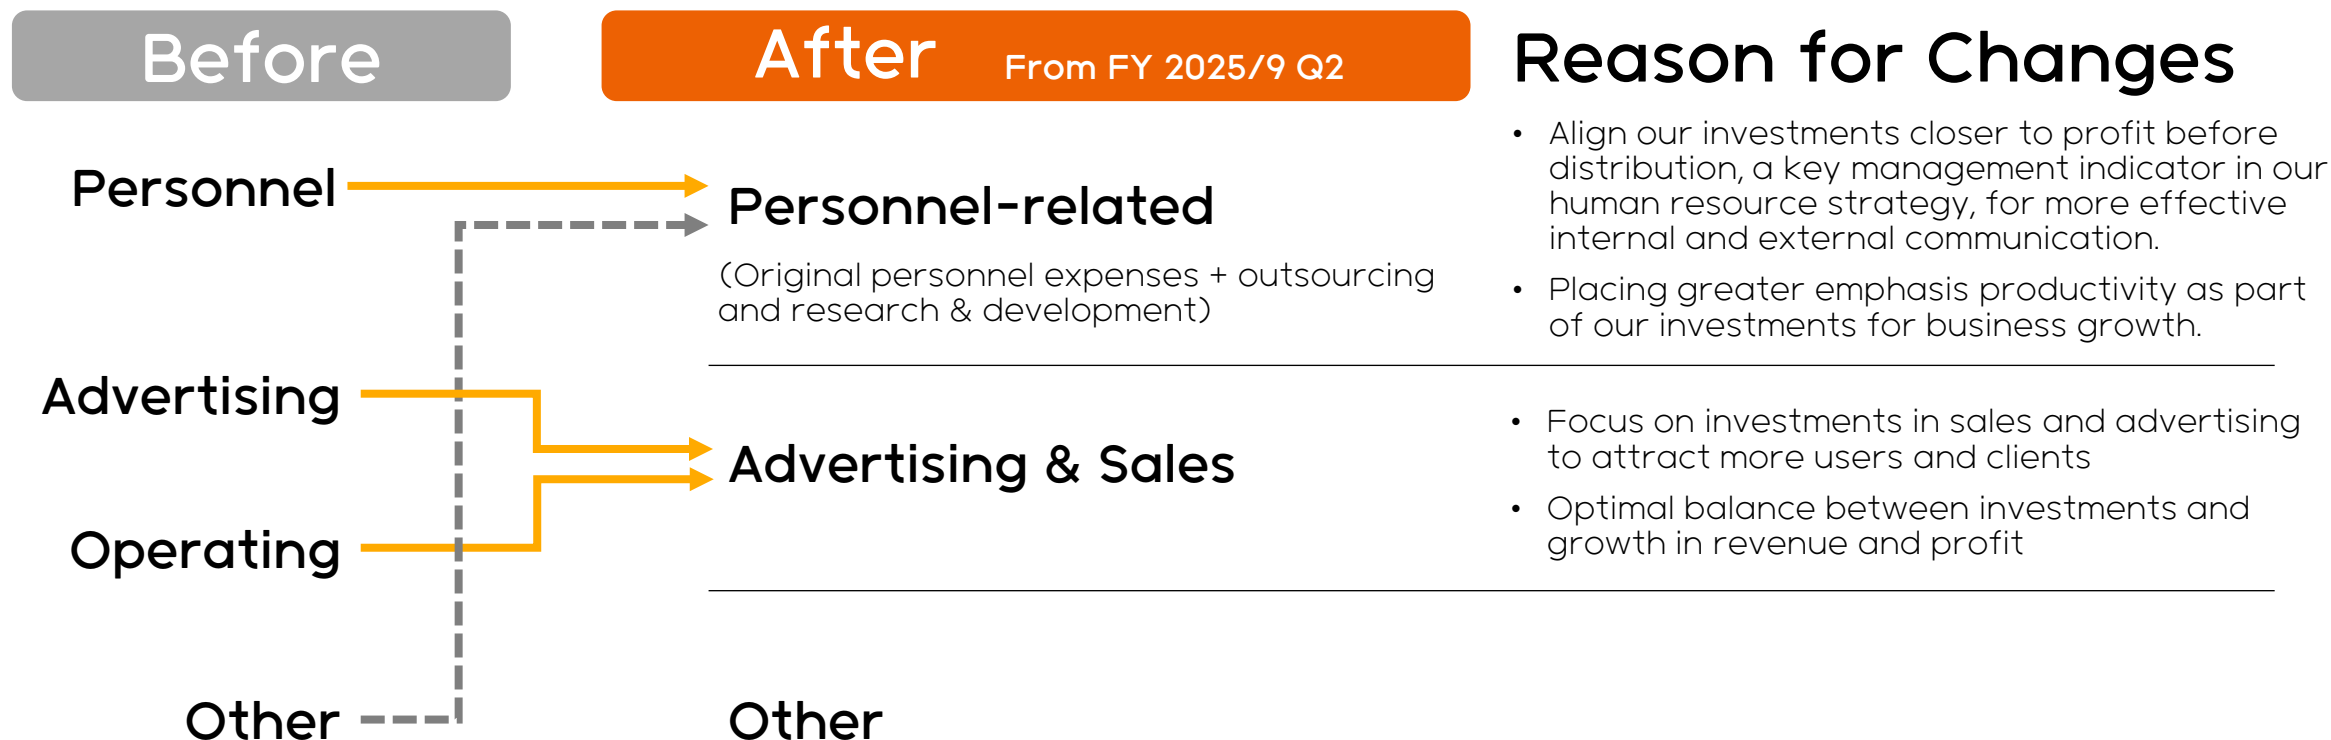 Before
After From FY 2025/9 Q2
Reason for Changes
Personnel
Personnel-related
(Original personnel expenses + outsourcing
and research & development)
• Align our investments closer to profit before
distribution, a key management indicator in our
human resource strategy, for more effective
internal and external communication.
• Placing greater emphasis productivity as part
of our investments for business growth.
Advertising
Operating
Advertising & Sales
• Focus on investments in sales and advertising
to attract more users and clients
• Optimal balance between investments and
growth in revenue and profit
Other
Other